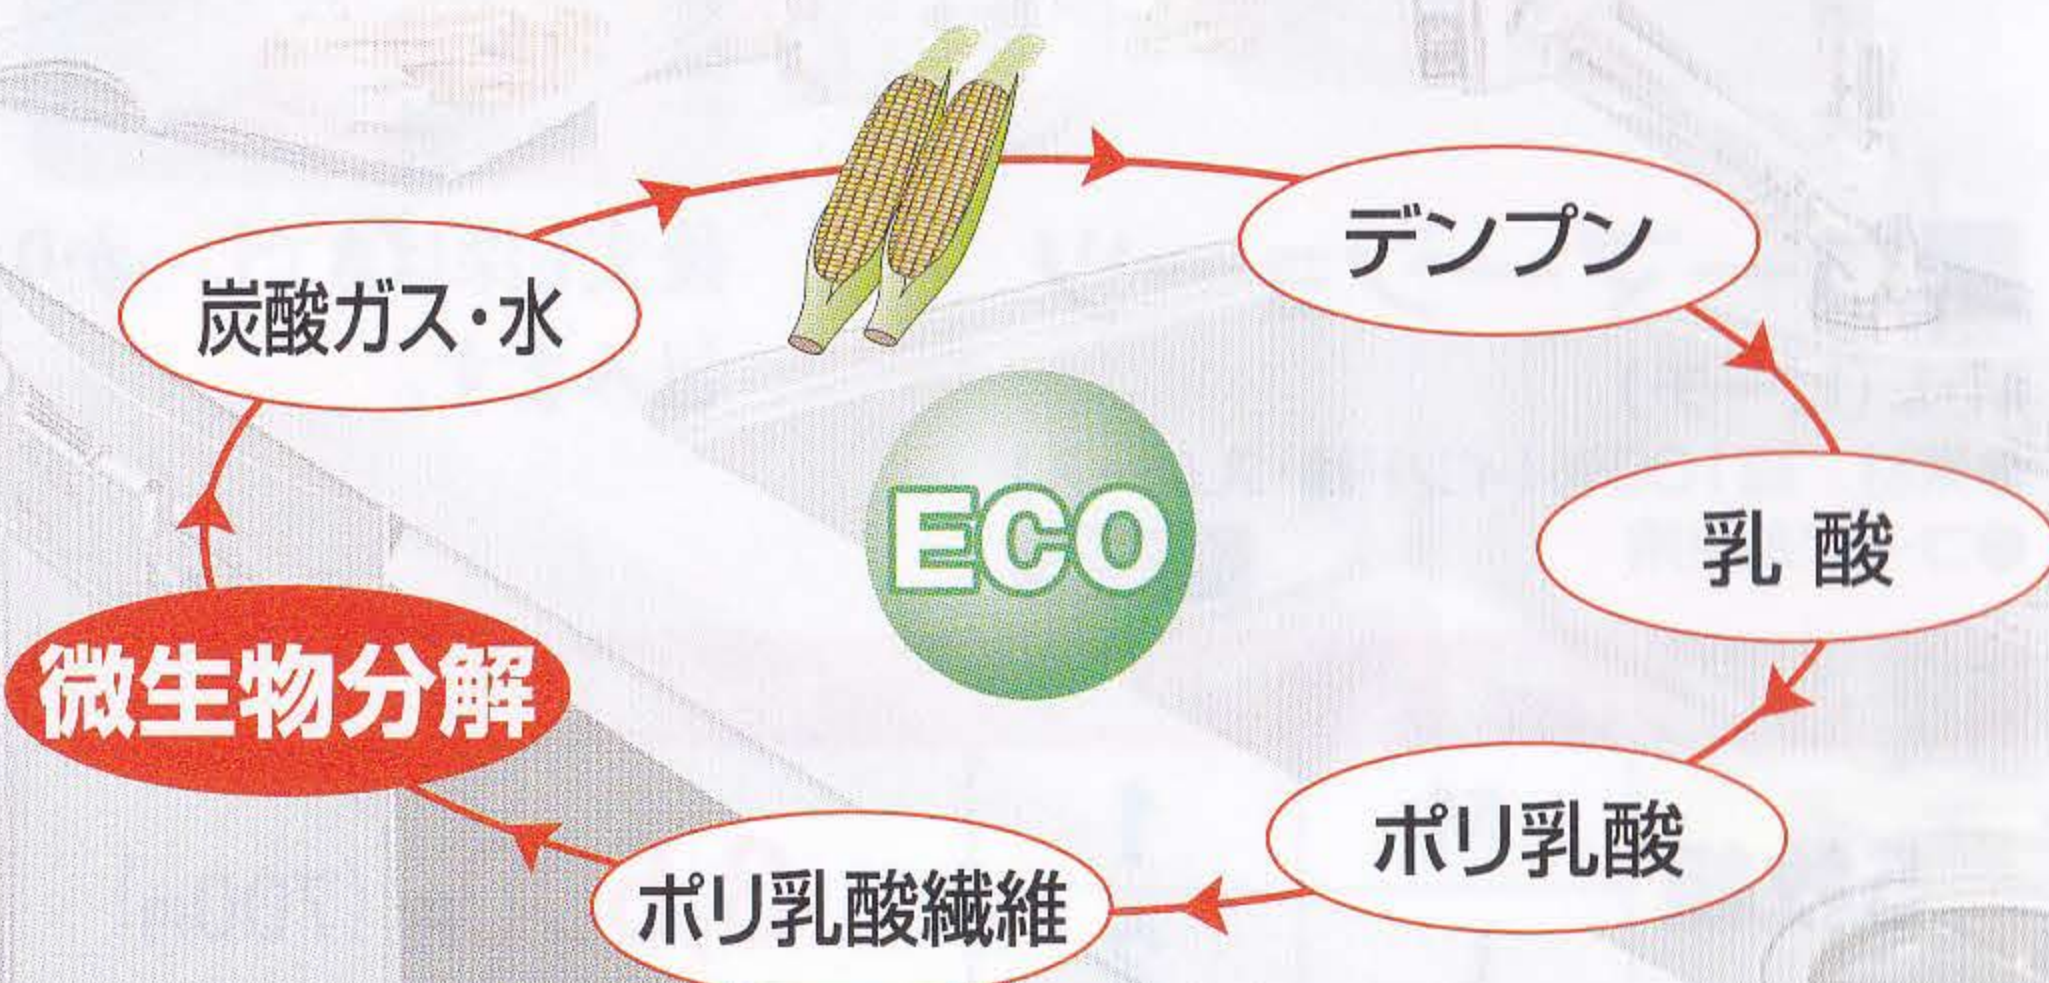 デンプン
炭酸ガス・水
ECO
乳 酸
微生物分解
ポリ乳酸
ポリ乳酸繊維